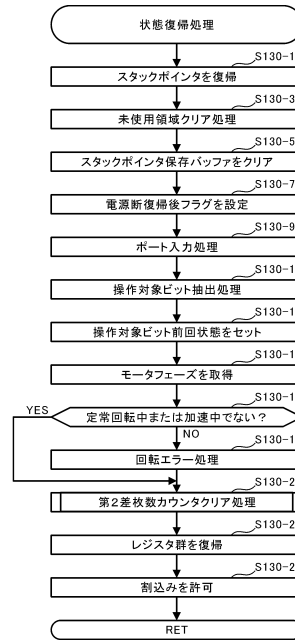 状態復帰処理
S130-1
スタックポインタを復帰
S130-3
未使用領域クリア処理
S130-5
スタックポインタ保存バッファをクリア
S130-7
電源断復帰後フラグを設定
S130-9
ポート入力処理
S130-1
操作対象ビット抽出処理
S130-1
操作対象ビット前回状態をセット
S130-1
モータフェーズを取得
S130-1
YES
定常回転中または加速中でない?
NO
S130-1
回転エラー処理
S130-2
第2差枚数カウンタクリア処理
S130-2
レジスタ群を復帰
S130-2
割込みを許可
RET